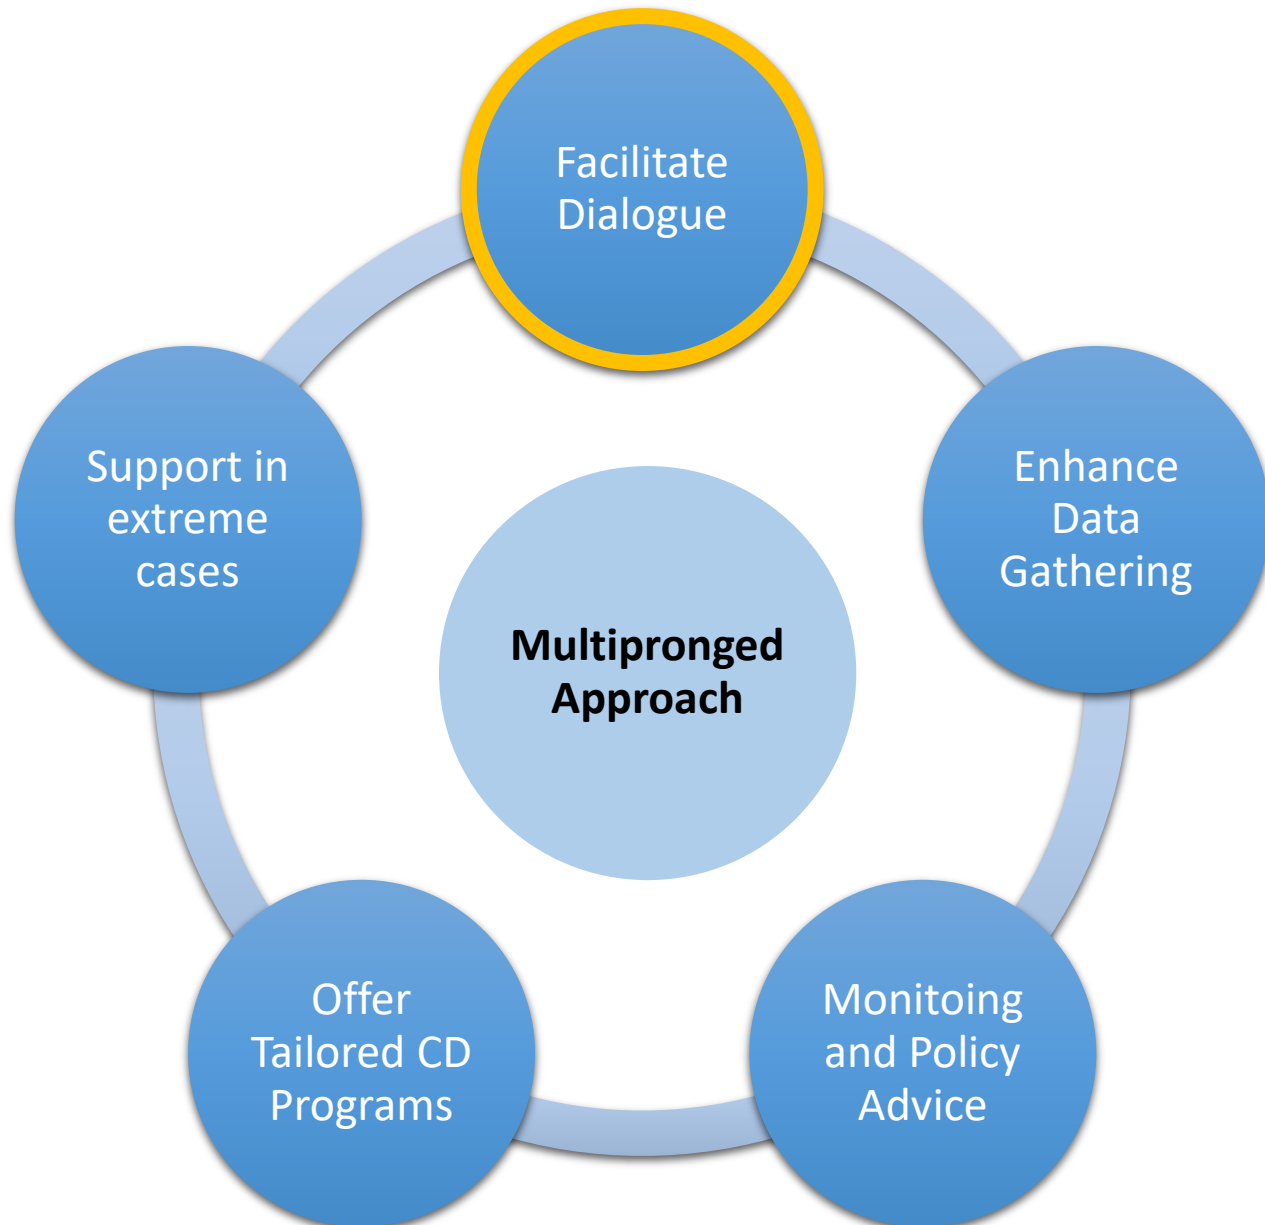 Facilitate
Dialogue
Enhance
Data
Gathering
Monitoing
and Policy
Advice
Offer
Tailored CD
Programs
Support in
extreme
cases
Multipronged
Approach